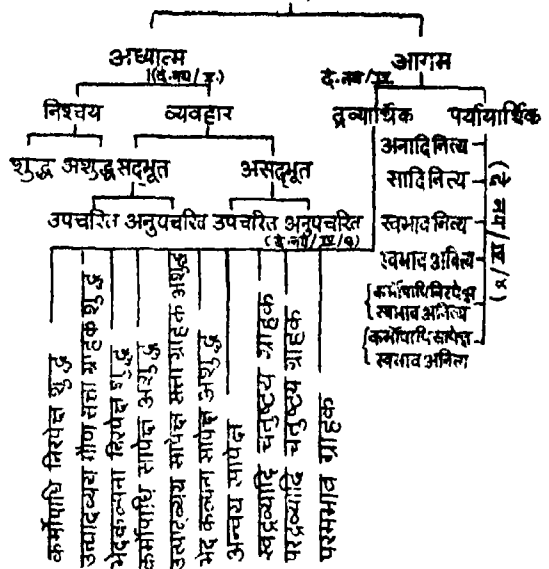 अध्यात्म
(दे. नय/V.)
आगम
दे. नय/IV
निश्चय
व्यवहार
द्रव्यार्थिक
पर्यायार्थिक
शुद्ध अशुद्ध सद्भूत
असद्भूत
उपचरित अनुपचरित उपचरित अनुपचरित
अनादि नित्य
सादि नित्य
स्वभाव नित्य
स्वभाव अनित्य
कर्मोपाधि निरपेक्ष
स्वभाव अनित्य
कर्मोपाधि सापेक्ष
स्वभाव अनित्य
कर्मोपाधि निरपेक्ष शुद्ध
उत्पादव्यय गौण सत्ता ग्राहक शुद्ध
भेदकल्पना निरपेक्ष शुद्ध
कर्मोपाधि सापेक्ष अशुद्ध
उत्पादव्यय सापेक्ष सत्ता ग्राहक अशुद्ध
भेद कल्पना सापेक्ष अशुद्ध
अन्वय सापेक्ष
स्वद्रव्यादि चतुष्टय ग्राहक
परद्रव्यादि चतुष्टय ग्राहक
परमभाव ग्राहक